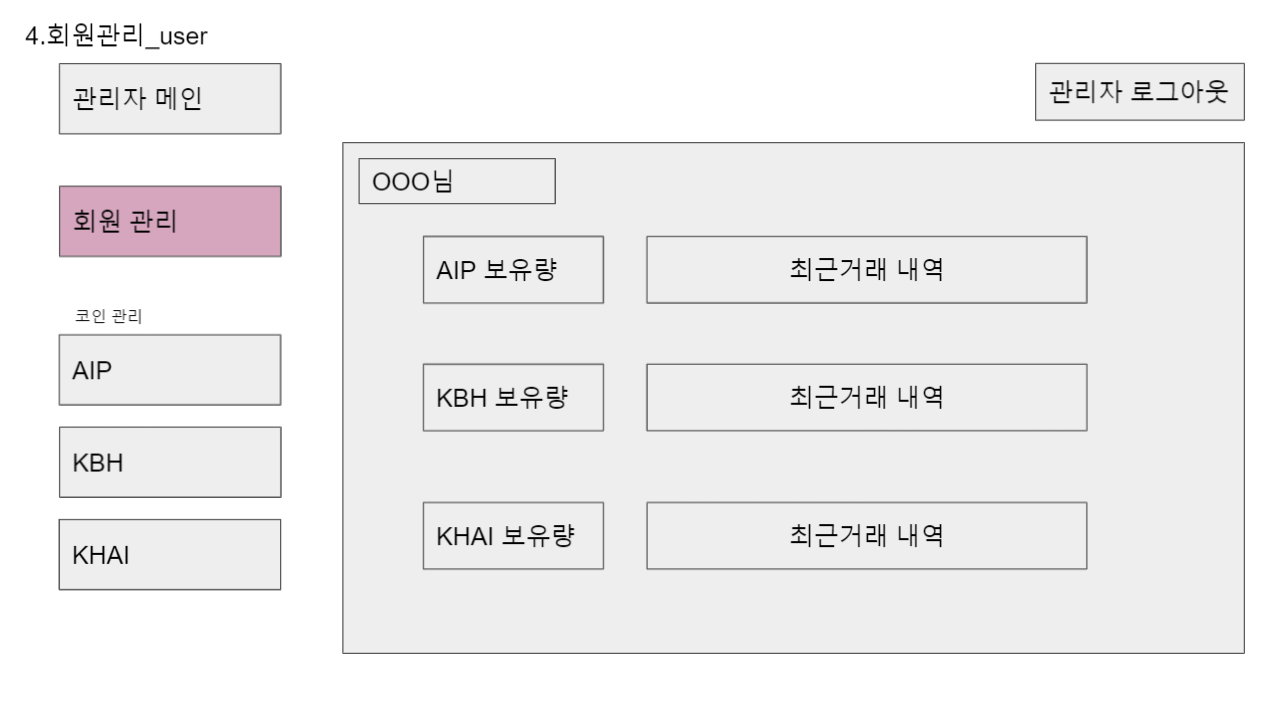 4.회원관리_user
관리자 메인
관리자 로그아웃
회원 관리
코인 관리
AIP
KBH
KHAI
OOO님
AIP 보유량
최근거래 내역
KBH 보유량
최근거래 내역
KHAI 보유량
최근거래 내역